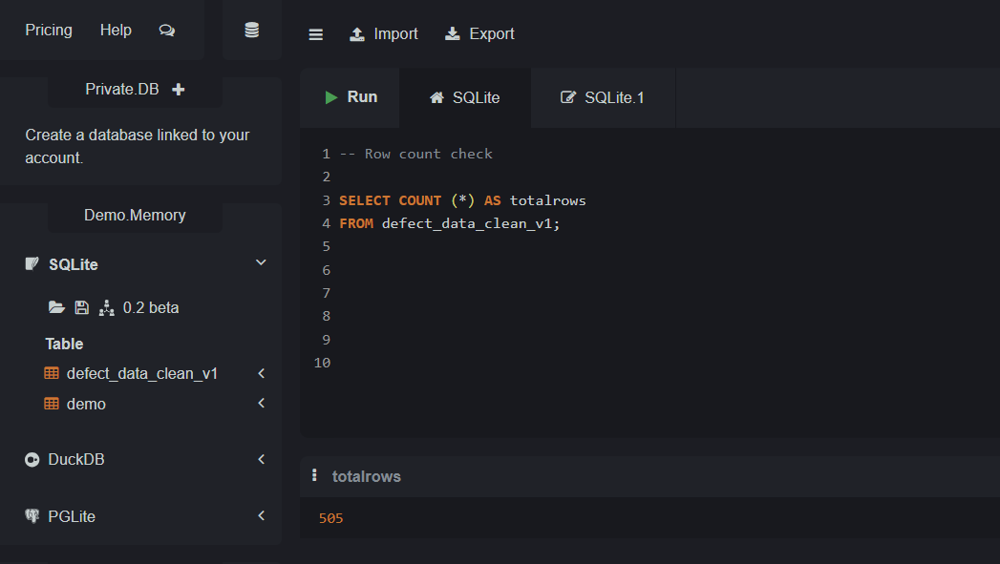 Pricing Help
Import Export
Private.DB
Create a database linked to your
account.
Demo.Memory
SQLite
0.2 beta
Table
defect_data_clean_v1
demo
DuckDB
PGLite
Run SQLite SQLite.1
1 -- Row count check
2
3 SELECT COUNT (*) AS totalrows
4 FROM defect_data_clean_v1;
5
6
7
8
9
10
totalrows
505